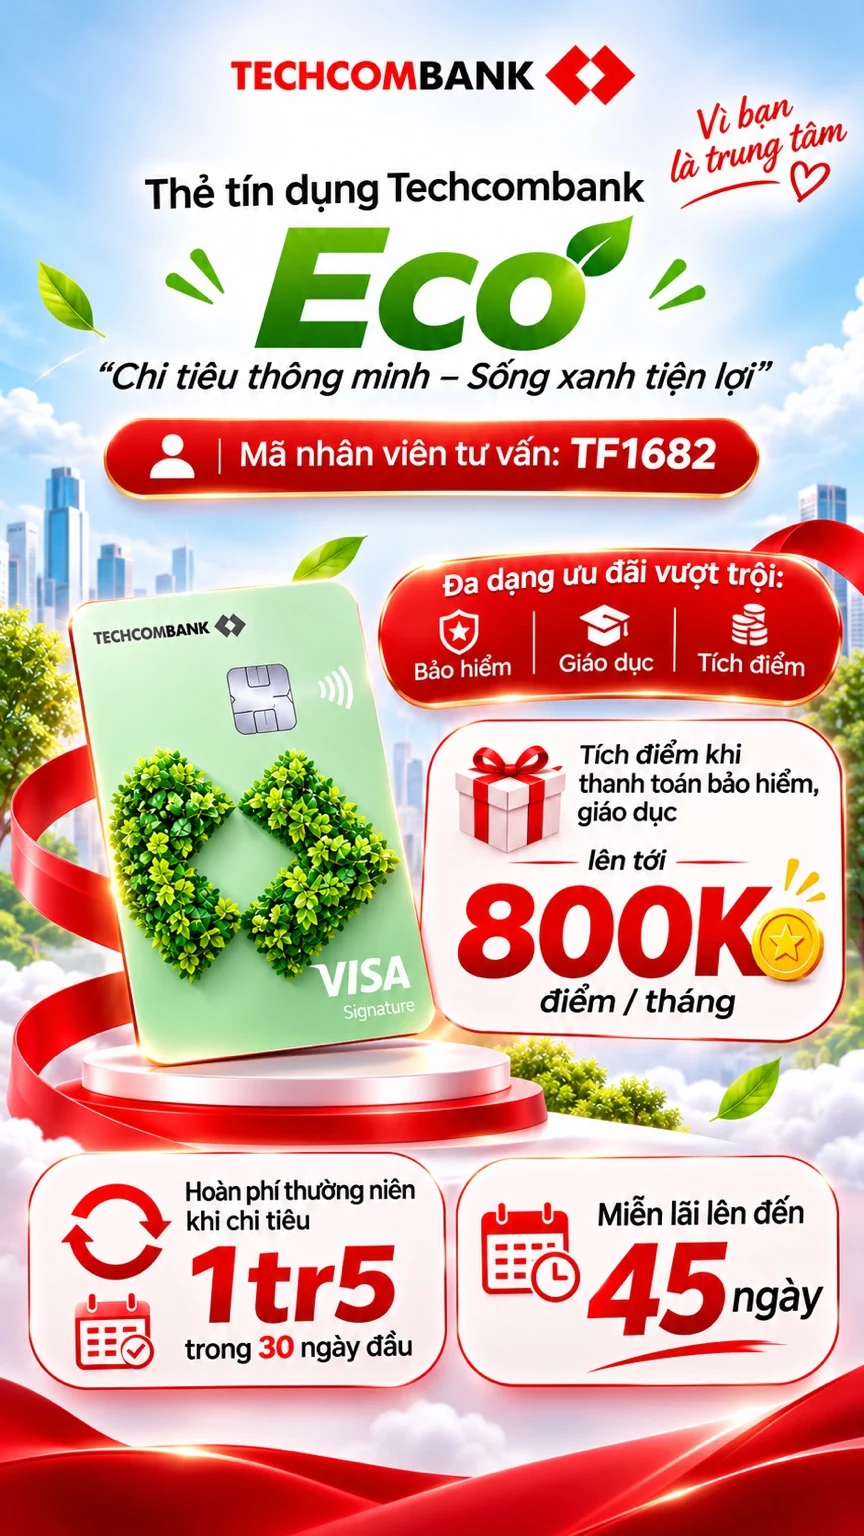 TECHCOMBANK
Vì bạn
là trung tâm
Thẻ tín dụng Techcombank
Eco
“Chi tiêu thông minh – Sống xanh tiện lợi”
Mã nhân viên tư vấn: TF1682
Đa dạng ưu đãi vượt trội:
Bảo hiểm
Giáo dục
Tích điểm
TECHCOMBANK
VISA
Signature
Tích điểm khi
thanh toán bảo hiểm,
giáo dục
lên tới
800K
điểm / tháng
Hoàn phí thường niên
khi chi tiêu
1tr5
trong 30 ngày đầu
Miễn lãi lên đến
45 ngày